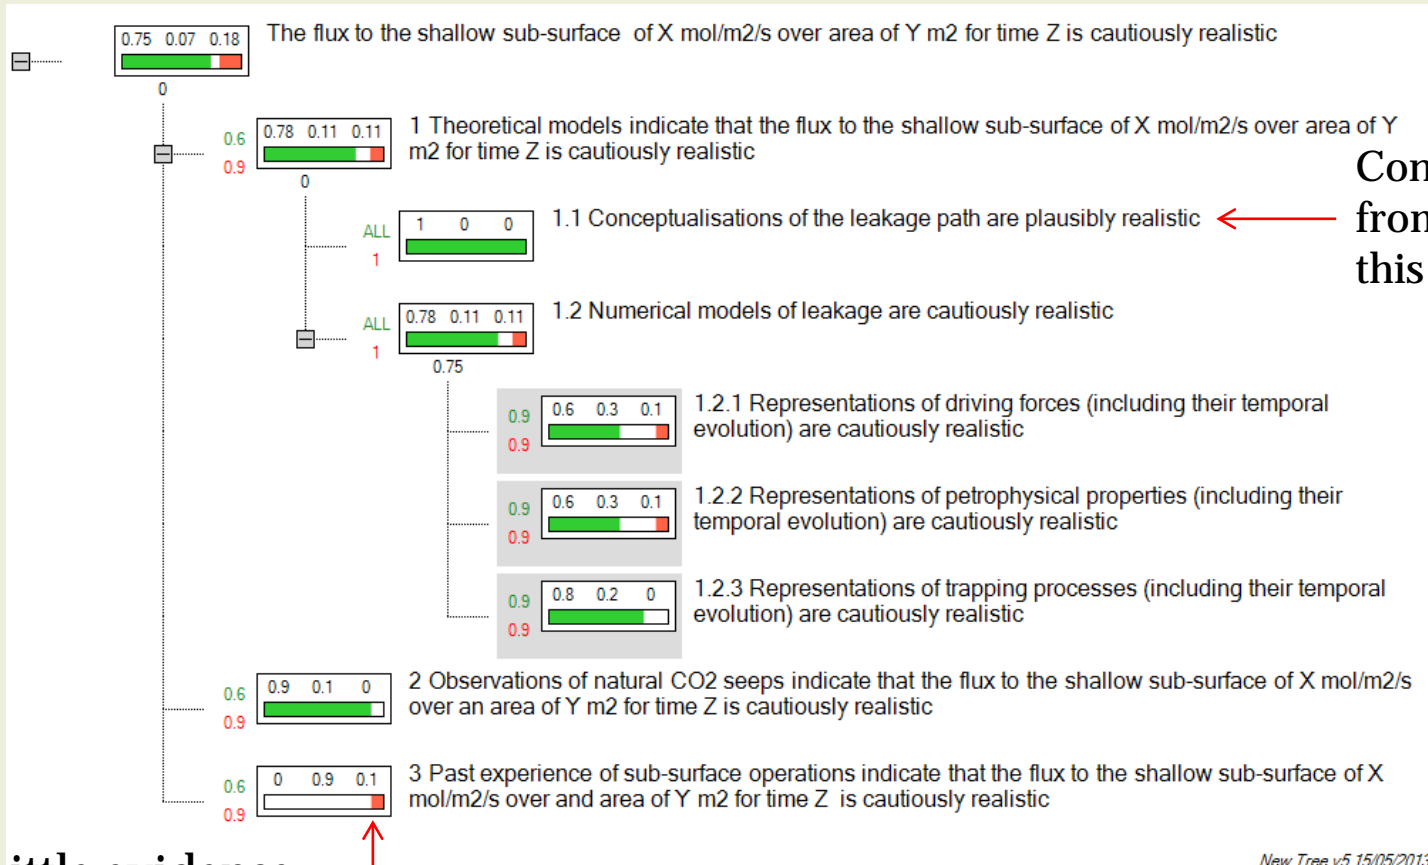 0.75 0.07 0.18
The flux to the shallow sub-surface of X mol/m2/s over area of Y m2 for time Z is cautiously realistic
0
0.6
0.9
0.78 0.11 0.11
1 Theoretical models indicate that the flux to the shallow sub-surface of X mol/m2/s over area of Y
m2 for time Z is cautiously realistic
0
ALL
1
1 0 0
1.1 Conceptualisations of the leakage path are plausibly realistic
this
ALL
1
0.78 0.11 0.11
1.2 Numerical models of leakage are cautiously realistic
0.75
0.9
0.9
0.6 0.3 0.1
1.2.1 Representations of driving forces (including their temporal
evolution) are cautiously realistic
0.9
0.9
0.6 0.3 0.1
1.2.2 Representations of petrophysical properties (including their
temporal evolution) are cautiously realistic
0.9
0.9
0.8 0.2 0
1.2.3 Representations of trapping processes (including their temporal
evolution) are cautiously realistic
0.6
0.9
0.9 0.1 0
2 Observations of natural CO2 seeps indicate that the flux to the shallow sub-surface of X mol/m2/s
over an area of Y m2 for time Z is cautiously realistic
0.6
0.9
0 0.9 0.1
3 Past experience of sub-surface operations indicate that the flux to the shallow sub-surface of X
mol/m2/s over and area of Y m2 for time Z is cautiously realistic
evidence
New Tree v5 15/05/2013